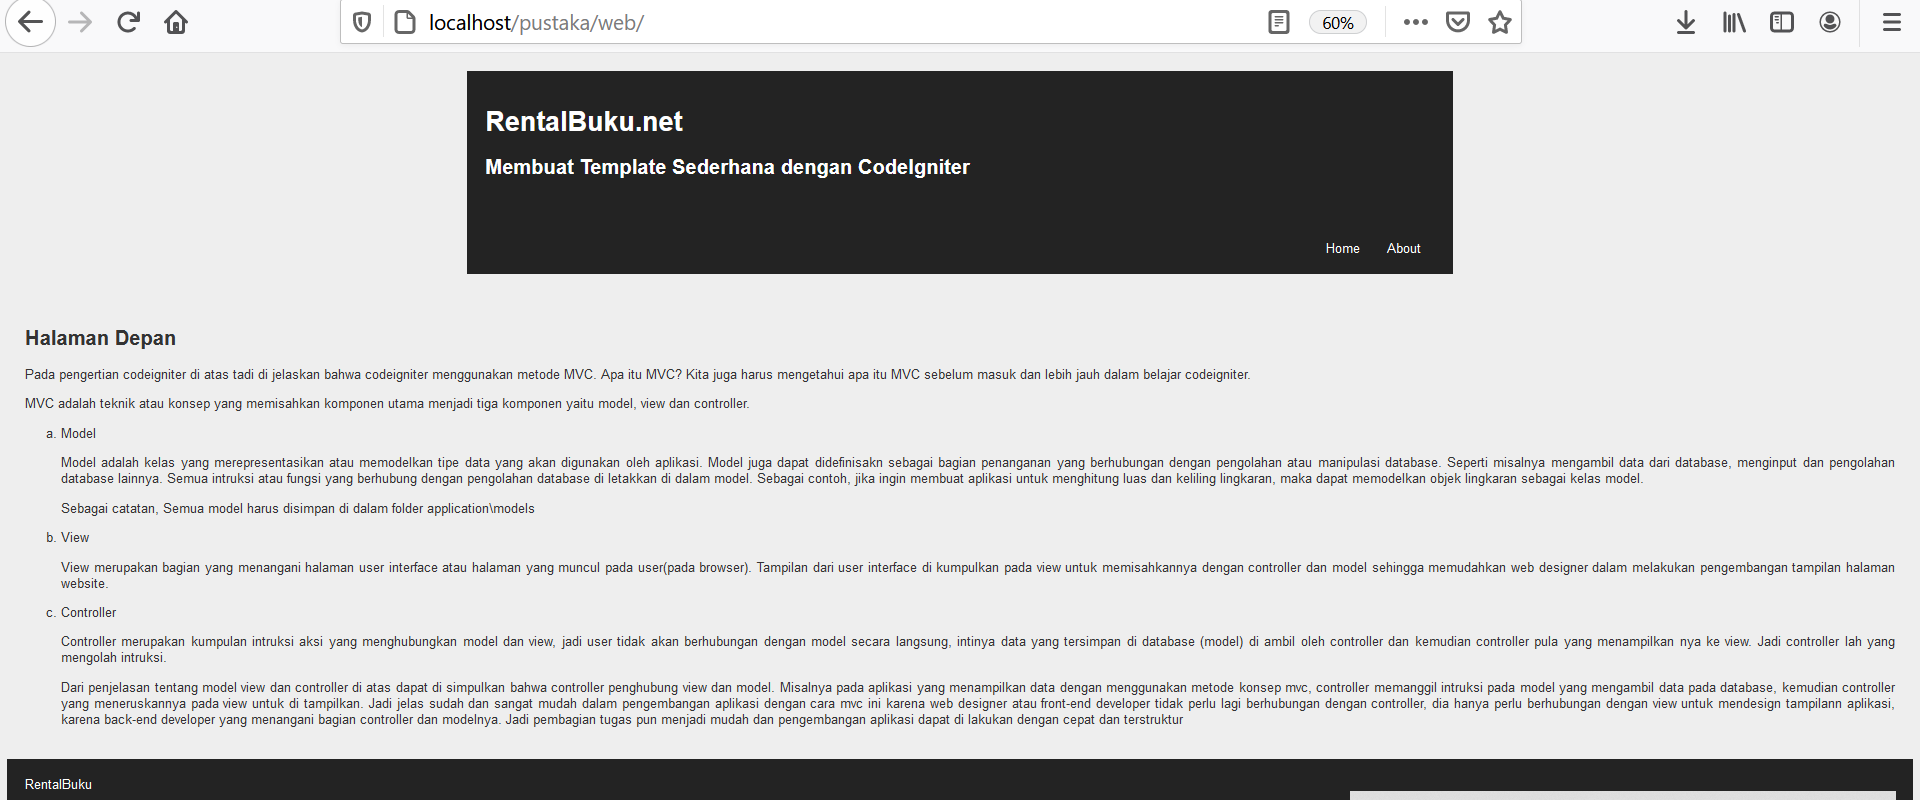 localhost/pustaka/web/
60%
RentalBuku.net
Membuat Template Sederhana dengan CodeIgniter
Home About
Halaman Depan
Pada pengertian codeigniter di atas tadi di jelaskan bahwa codeigniter menggunakan metode MVC. Apa itu MVC? Kita juga harus mengetahui apa itu MVC sebelum masuk dan lebih jauh dalam belajar codeigniter.
MVC adalah teknik atau konsep yang memisahkan komponen utama menjadi tiga komponen yaitu model, view dan controller.
a. Model
Model adalah kelas yang merepresentasikan atau memodelkan tipe data yang akan digunakan oleh aplikasi. Model juga dapat didefinisakn sebagai bagian penanganan yang berhubungan dengan pengolahan atau manipulasi database. Seperti misalnya mengambil data dari database, menginput dan pengolahan
database lainnya. Semua intruksi atau fungsi yang berhubung dengan pengolahan database di letakkan di dalam model. Sebagai contoh, jika ingin membuat aplikasi untuk menghitung luas dan keliling lingkaran, maka dapat memodelkan objek lingkaran sebagai kelas model.
Sebagai catatan, Semua model harus disimpan di dalam folder application\models
b. View
View merupakan bagian yang menangani halaman user interface atau halaman yang muncul pada user(pada browser). Tampilan dari user interface di kumpulkan pada view untuk memisahkannya dengan controller dan model sehingga memudahkan web designer dalam melakukan pengembangan tampilan halaman
website.
c. Controller
Controller merupakan kumpulan intruksi aksi yang menghubungkan model dan view, jadi user tidak akan berhubungan dengan model secara langsung, intinya data yang tersimpan di database (model) di ambil oleh controller dan kemudian controller pula yang menampilkan nya ke view. Jadi controller lah yang
mengolah intruksi.
Dari penjelasan tentang model view dan controller di atas dapat di simpulkan bahwa controller penghubung view dan model. Misalnya pada aplikasi yang menampilkan data dengan menggunakan metode konsep mvc, controller memanggil intruksi pada model yang mengambil data pada database, kemudian controller
yang meneruskannya pada view untuk di tampilkan. Jadi jelas sudah dan sangat mudah dalam pengembangan aplikasi dengan cara mvc ini karena web designer atau front-end developer tidak perlu lagi berhubungan dengan controller, dia hanya perlu berhubungan dengan view untuk mendesign tampilann aplikasi,
karena back-end developer yang menangani bagian controller dan modelnya. Jadi pembagian tugas pun menjadi mudah dan pengembangan aplikasi dapat di lakukan dengan cepat dan terstruktur
RentalBuku